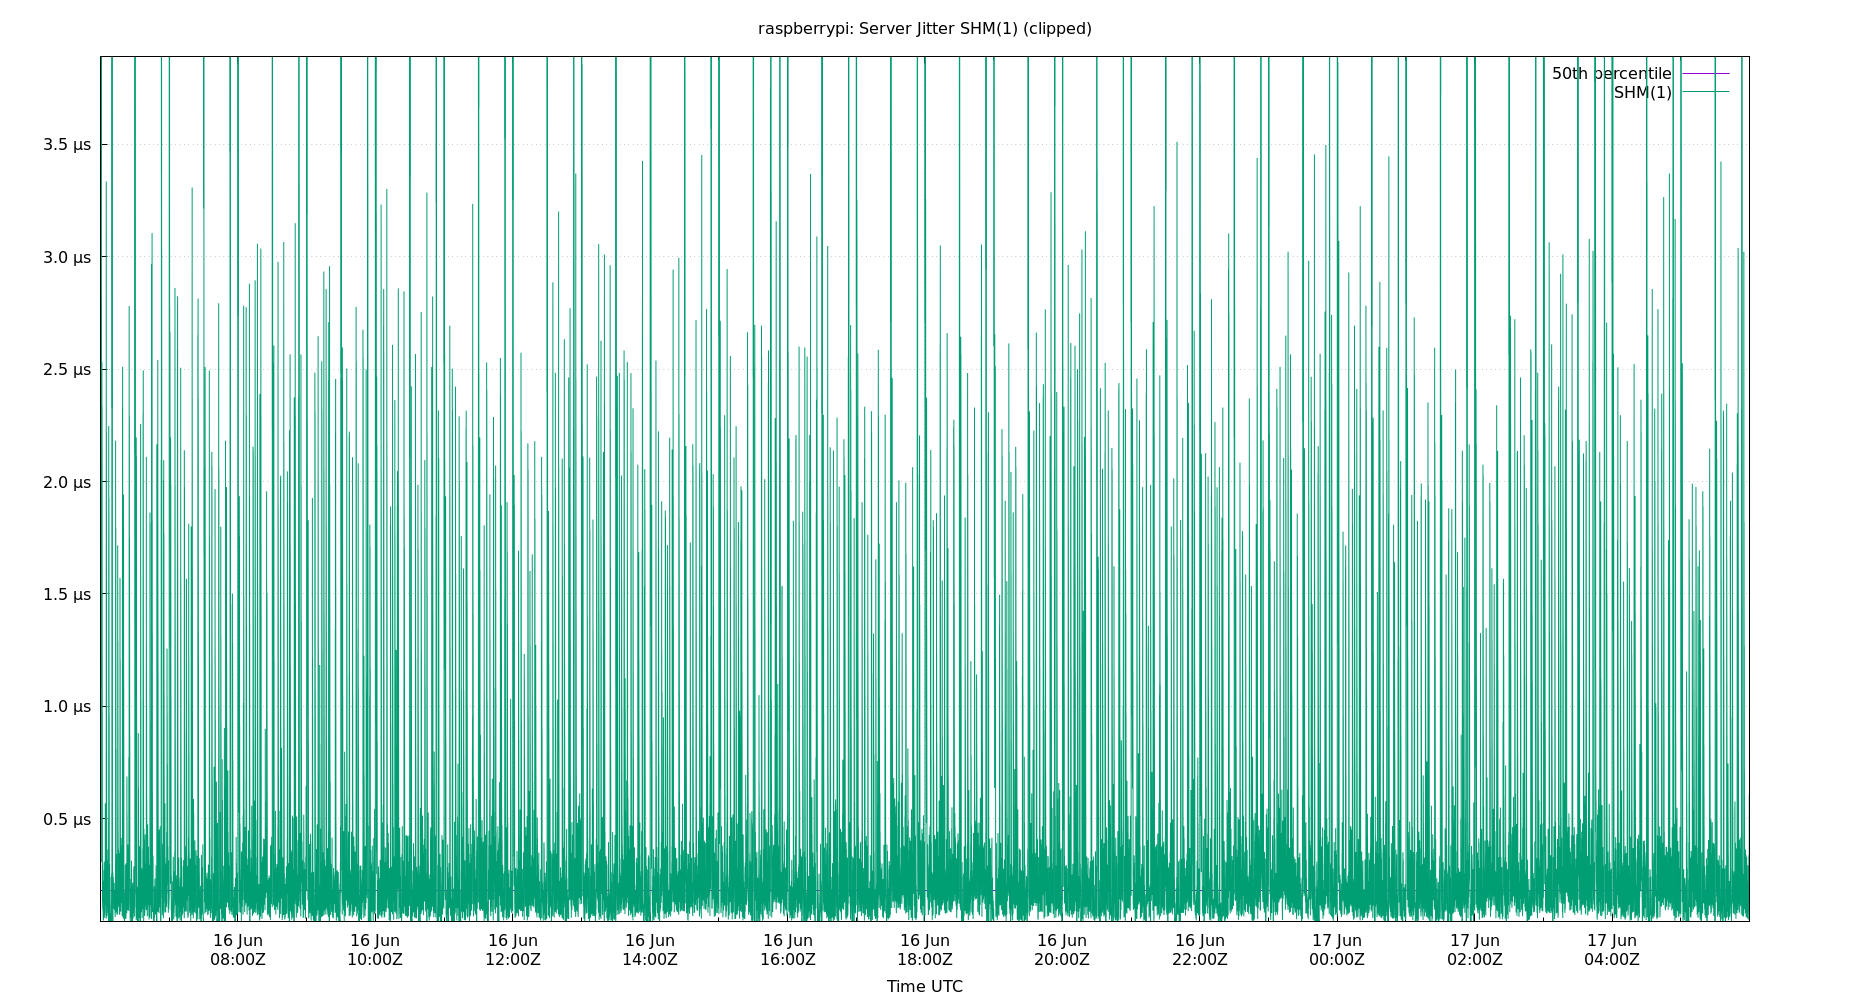 raspberrypi: Server Jitter SHM(1) (clipped)
50th percentile
SHM(1)
3.5 µs
3.0 µs
2.5 µs
2.0 µs
1.5 µs
1.0 µs
0.5 µs
16 Jun 16 Jun 16 Jun 16 Jun 16 Jun 16 Jun 16 Jun 16 Jun 17 Jun 17 Jun 17 Jun
08:00Z 10:00Z 12:00Z 14:00Z 16:00Z 18:00Z 20:00Z 22:00Z 00:00Z 02:00Z 04:00Z
Time UTC